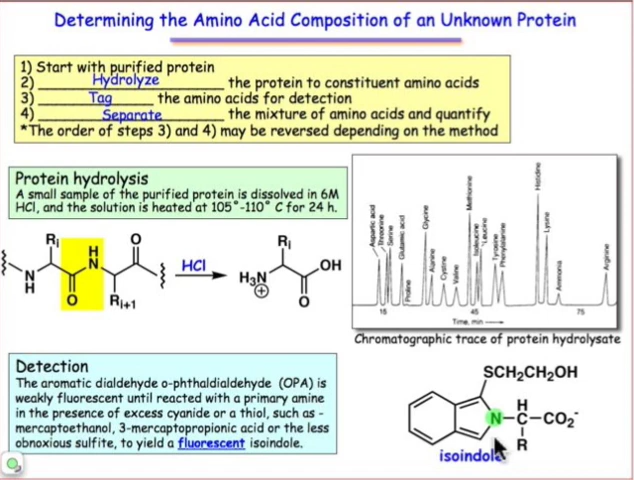 Determining the Amino Acid Composition of an Unknown Protein
1) Start with purified protein
2) Hydrolyze the protein to constituent amino acids
3) Tag the amino acids for detection
4) Separate the mixture of amino acids and quantify
*The order of steps 3) and 4) may be reversed depending on the method
Protein hydrolysis
A small sample of the purified protein is dissolved in 6M
HCl, and the solution is heated at 105°-110° C for 24 h.
Ri
H
N
O
N
H
O
Ri+1
HCl
Ri
OH
H3N
⊕
O
Aspartic acid
Threonine
Serine
Glutamic acid
Proline
Glycine
Alanine
Cystine
Valine
Methionine
Isoleucine
Leucine
Tyrosine
Phenylalanine
Histidine
Lysine
Ammonia
Arginine
15
45
75
Time, min
Chromatographic trace of protein hydrolysate
Detection
The aromatic dialdehyde o-phthaldialdehyde (OPA) is
weakly fluorescent until reacted with a primary amine
in the presence of excess cyanide or a thiol, such as -
mercaptoethanol, 3-mercaptopropionic acid or the less
obnoxious sulfite, to yield a fluorescent isoindole.
SCH2CH2OH
H
N-C-CO2-
R